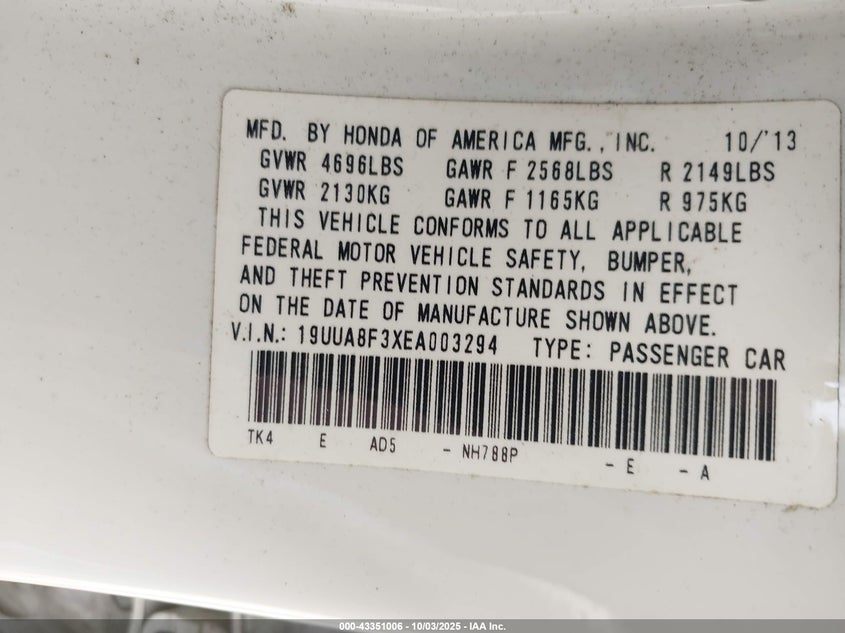 MFD. BY HONDA OF AMERICA MFG., INC. 10/'13
GVWR 4696LBS GAWR F 2568LBS R 2149LBS
GVWR 2130KG GAWR F 1165KG R 975KG
THIS VEHICLE CONFORMS TO ALL APPLICABLE
FEDERAL MOTOR VEHICLE SAFETY, BUMPER,
AND THEFT PREVENTION STANDARDS IN EFFECT
ON THE DATE OF MANUFACTURE SHOWN ABOVE.
V.I.N.: 19UUA8F3XEA003294 TYPE: PASSENGER CAR
TK4 E AD5 - NH788P - E - A
000-43351006 - 10/03/2025 - IAA Inc.